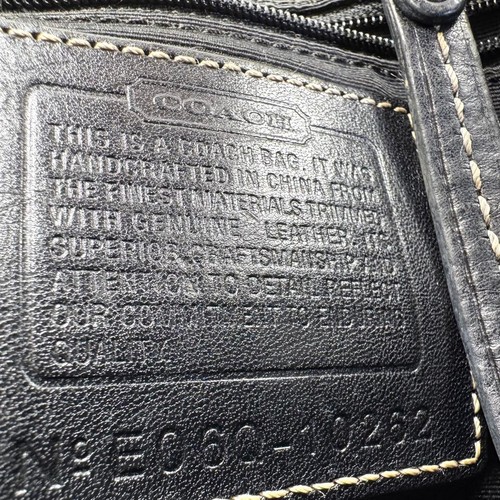 COACH
THIS IS A COACH BAG. IT WAS
HANDCRAFTED IN CHINA FROM
THE FINEST MATERIALS TRIMMED
WITH GENUINE LEATHER. ITS
SUPERIOR CRAFTSMANSHIP AND
ATTENTION TO DETAIL REFLECT
OUR COMMITMENT TO ENDURING
QUALITY.
No E06Q-10262